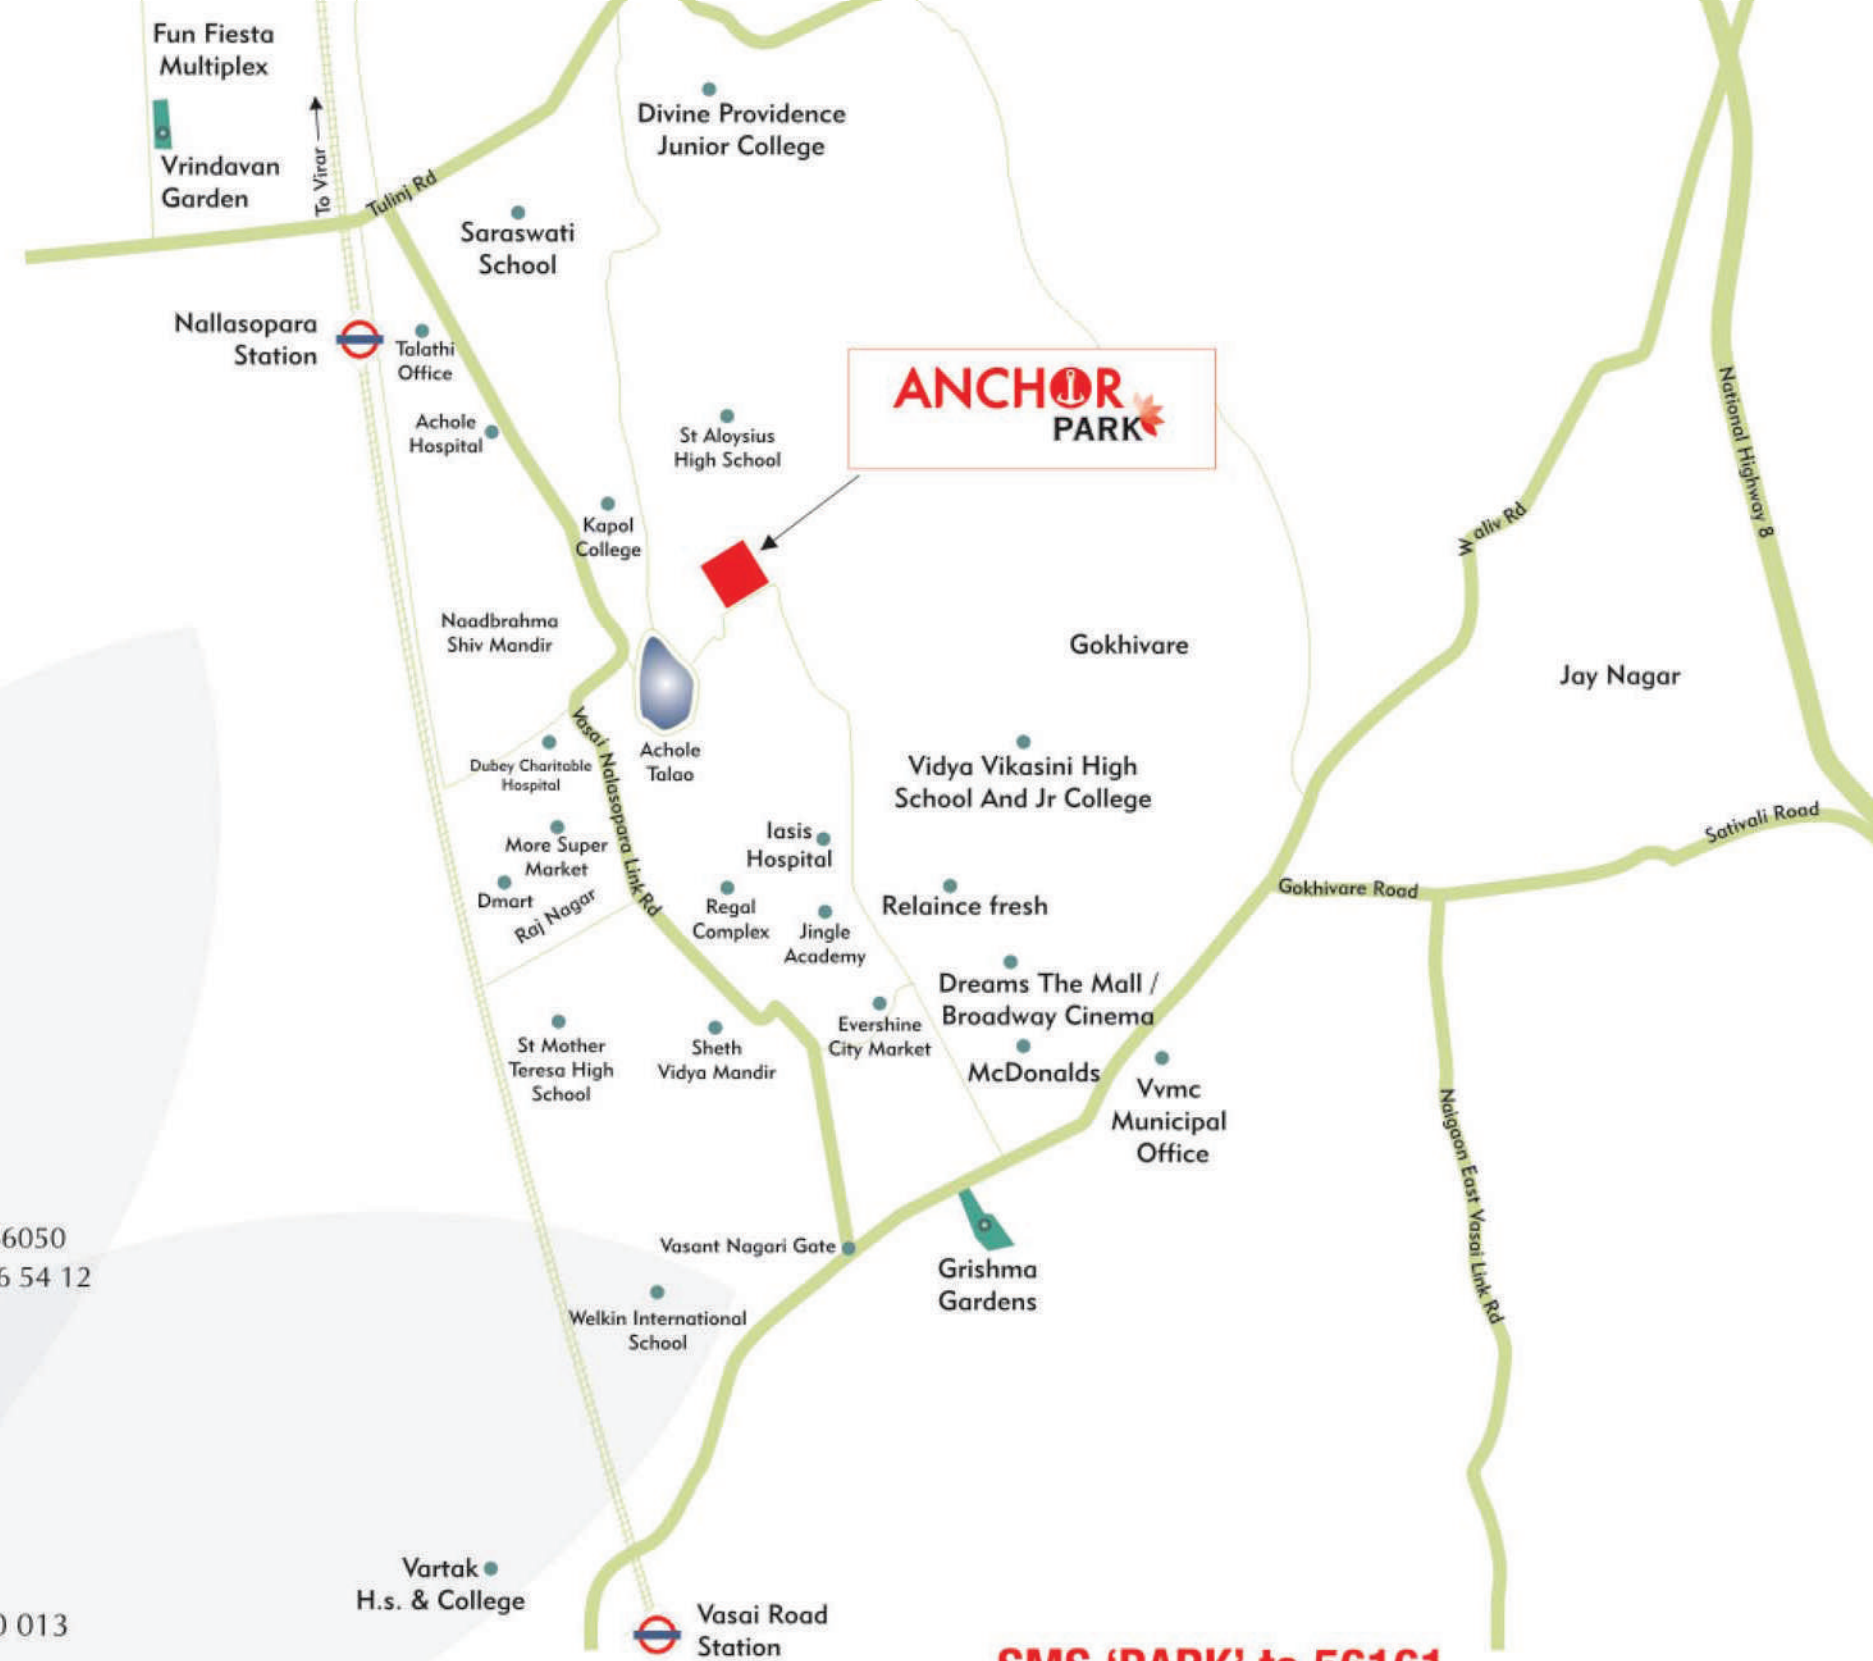 Fun Fiesta
Multiplex
Vrindavan
Garden
To Virar
Tulinj Rd
Divine Providence
Junior College
Saraswati
School
Nallasopara
Station
Talathi
Office
Achole
Hospital
St Aloysius
High School
ANCHOR
PARK
Kapol
College
National Highway 8
Waliv Rd
Naadbrahma
Shiv Mandir
Gokhivare
Jay Nagar
Achole
Talao
Vasai Nalasopara Link Rd
Dubey Charitable
Hospital
Vidya Vikasini High
School And Jr College
More Super
Market
Iasis
Hospital
Sativali Road
Dmart
Raj Nagar
Regal
Complex
Jingle
Academy
Relaince fresh
Gokhivare Road
Dreams The Mall /
Broadway Cinema
Evershine
City Market
St Mother
Teresa High
School
Sheth
Vidya Mandir
McDonalds
Vvmc
Municipal
Office
Naigaon East Vasai Link Rd
6050
6 54 12
Vasant Nagari Gate
Grishma
Gardens
Welkin International
School
Vartak
H.s. & College
Vasai Road
Station
0 013
SMS 'PARK' to 56161